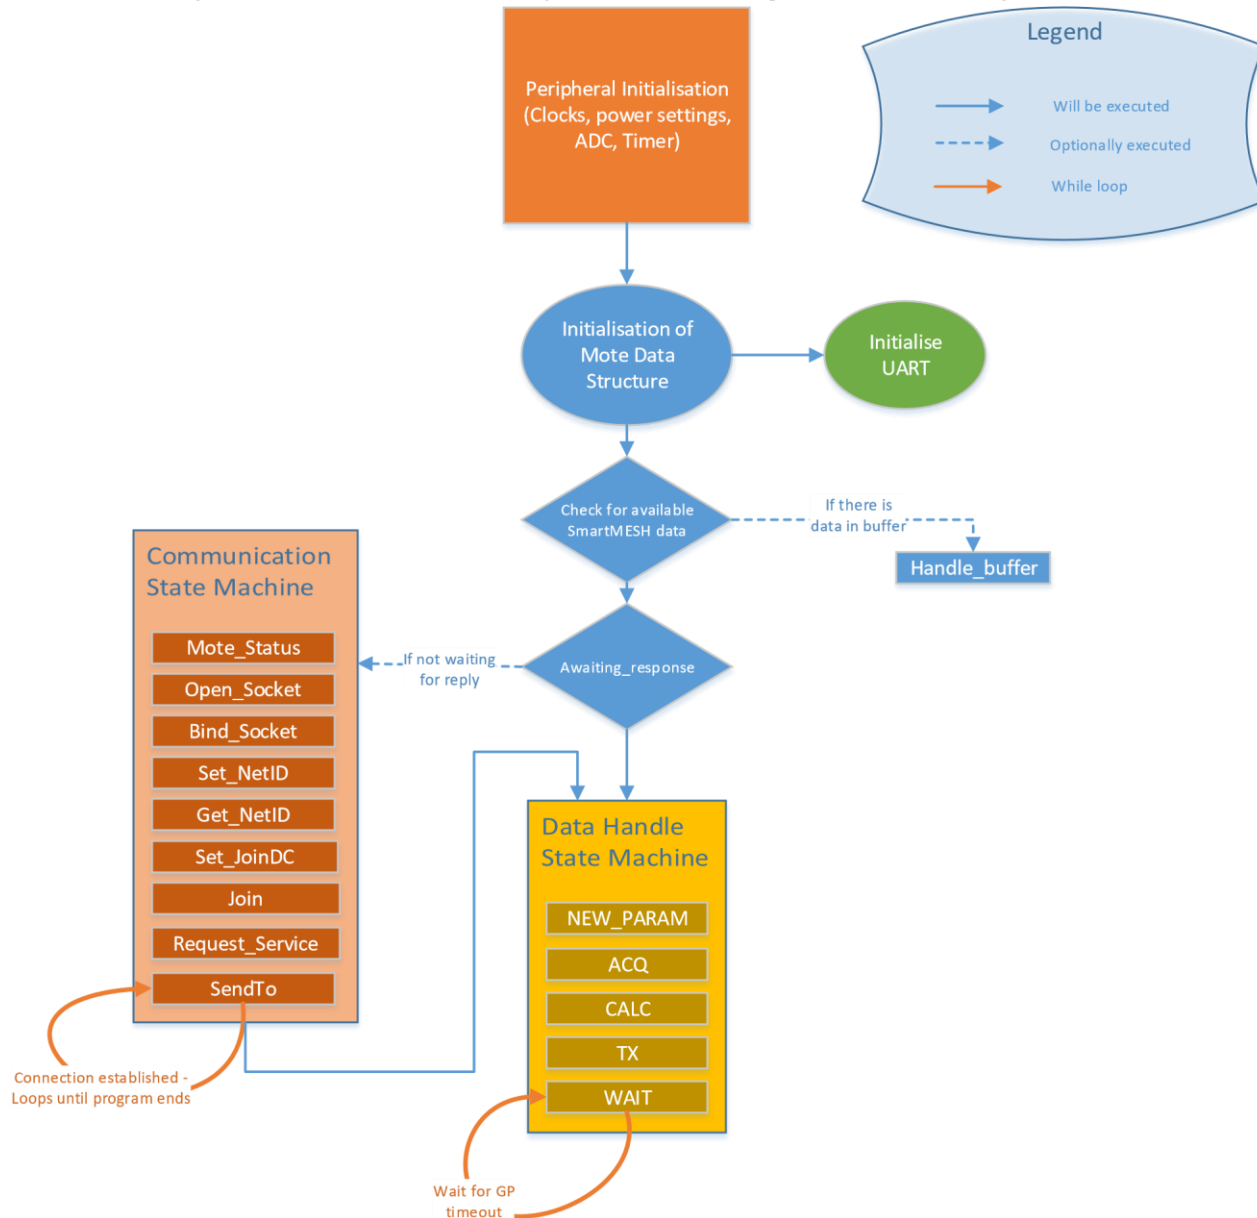 Peripheral Initialisation
(Clocks, power settings,
ADC, Timer)
Legend
Will be executed
Optionally executed
While loop
Initialisation of
Mote Data
Structure
Initialise
UART
Check for available
SmartMESH data
If there is
data in buffer
Handle_buffer
Awaiting_response
If not waiting
for reply
Communication
State Machine
Mote_Status
Open_Socket
Bind_Socket
Set_NetID
Get_NetID
Set_JoinDC
Join
Request_Service
SendTo
Connection established -
Loops until program ends
Data Handle
State Machine
NEW_PARAM
ACQ
CALC
TX
WAIT
Wait for GP
timeout